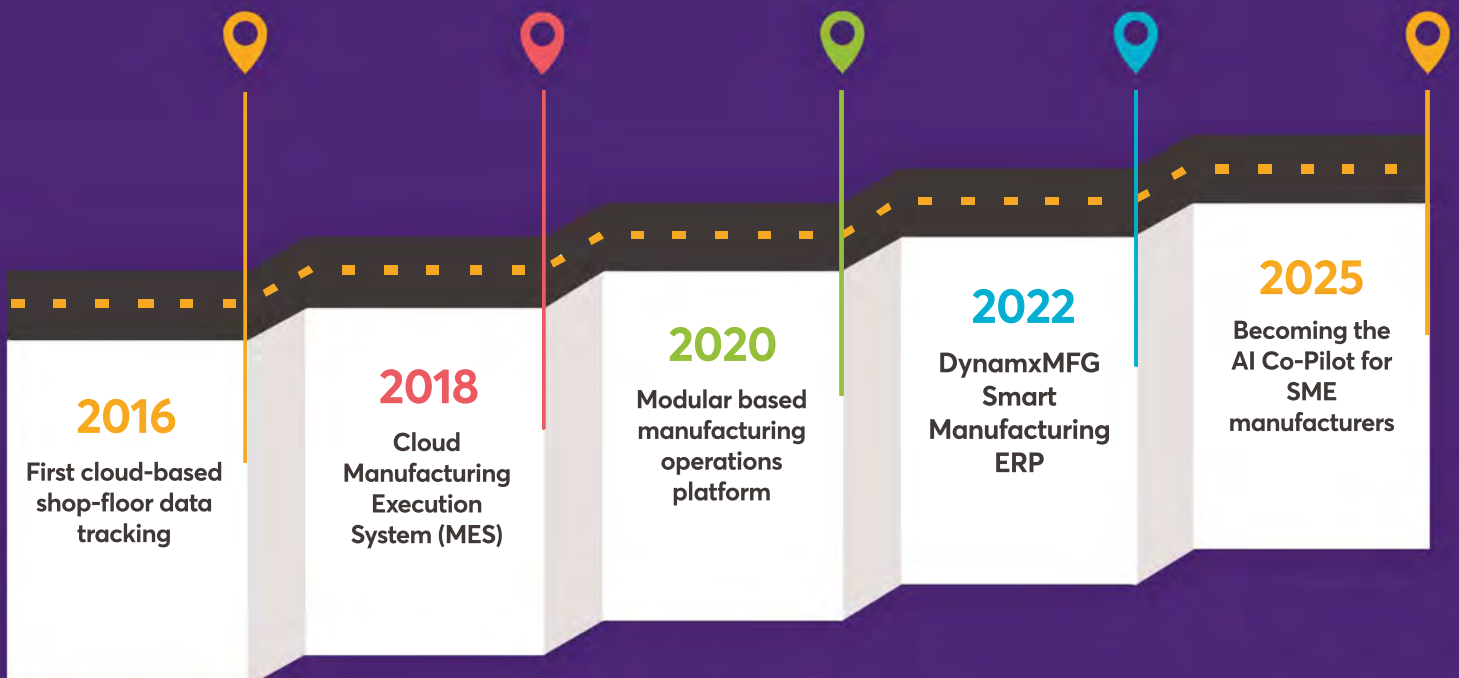 2016
First cloud-based
shop-floor data
tracking
2018
Cloud
Manufacturing
Execution
System (MES)
2020
Modular based
manufacturing
operations
platform
2022
DynamxMFG
Smart
Manufacturing
ERP
2025
Becoming the
AI Co-Pilot for
SME
manufacturers